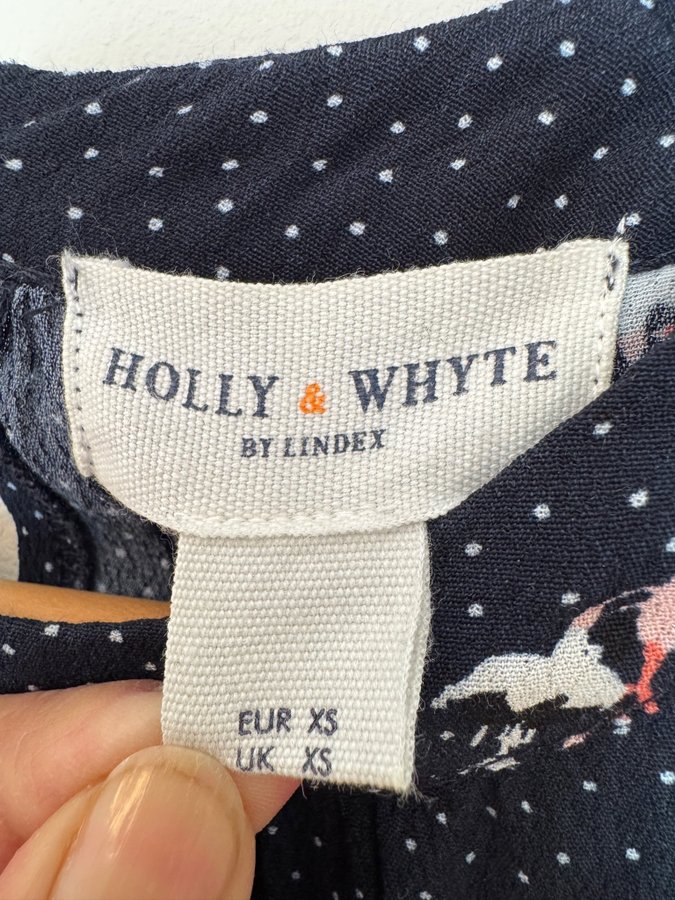 HOLLY & WHYTE
BY LINDEX
EUR XS
UK XS